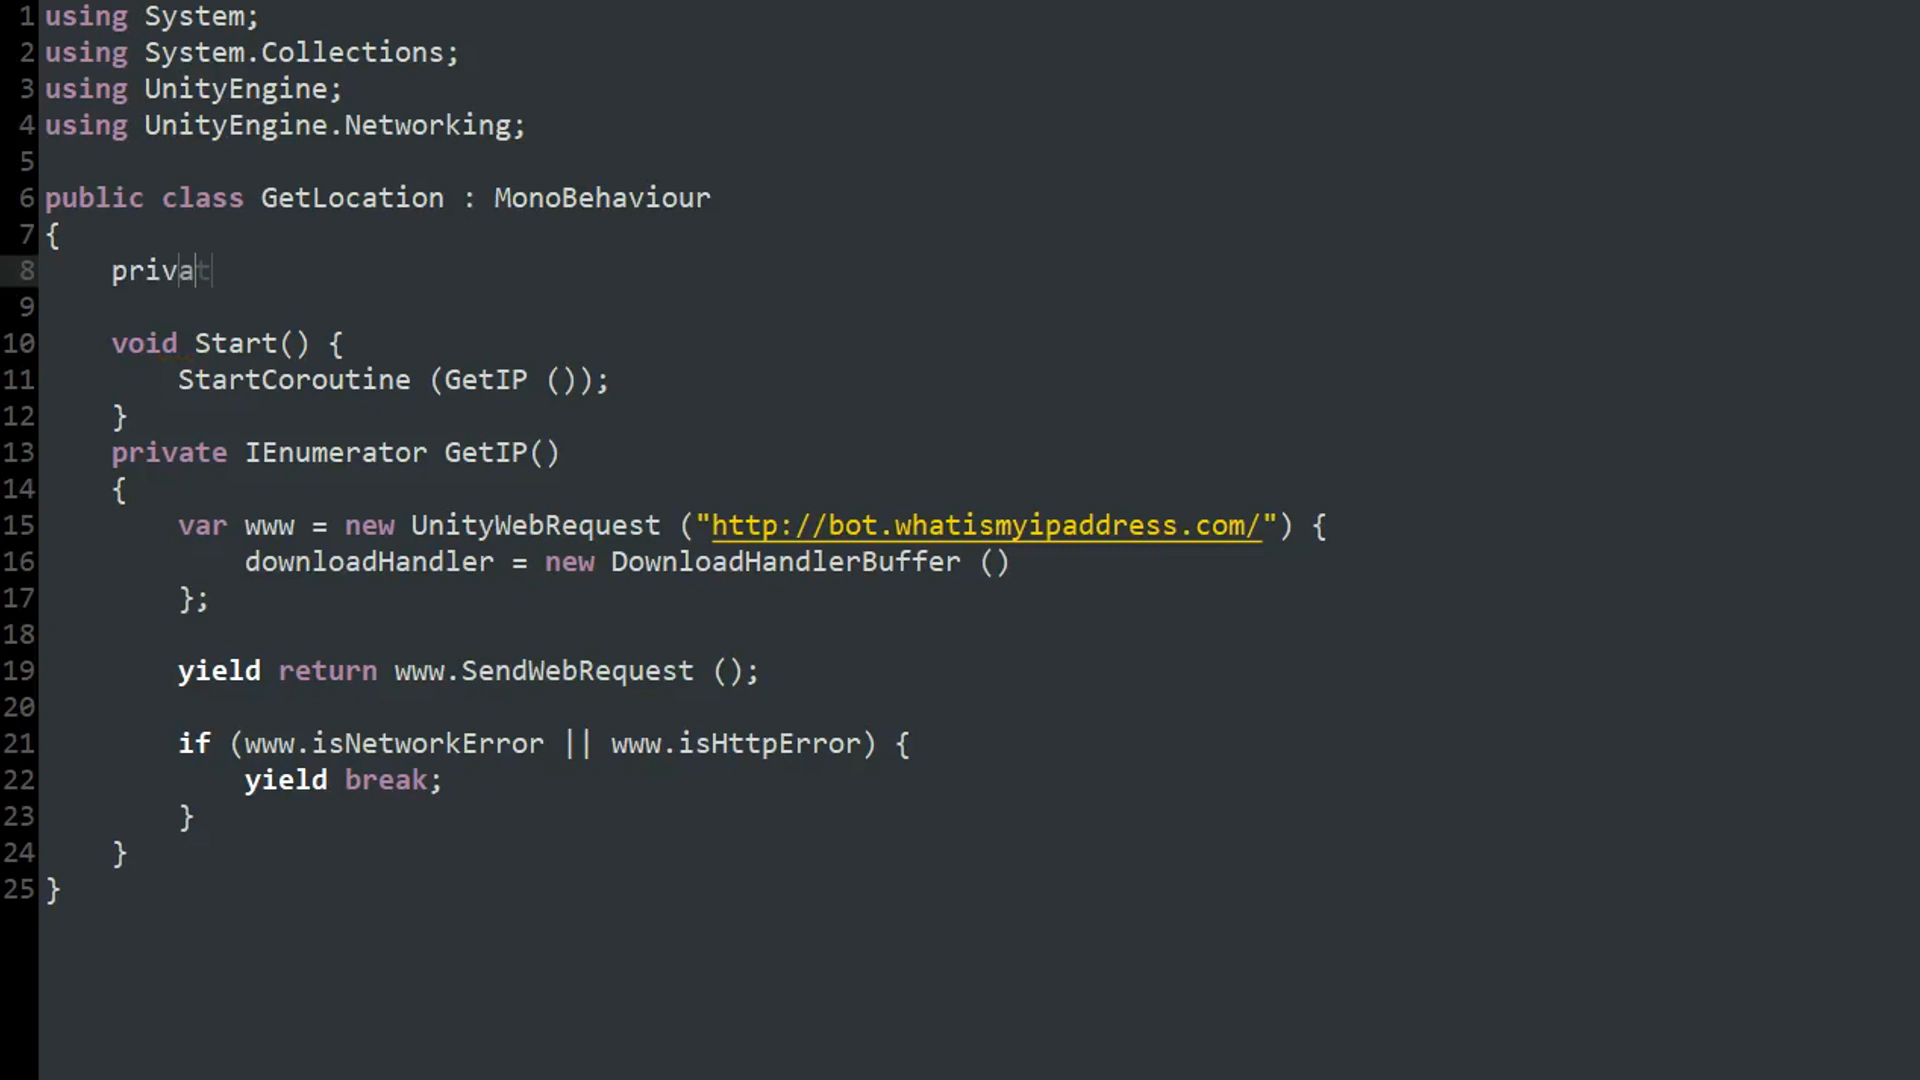 1 using System;
2 using System.Collections;
3 using UnityEngine;
4 using UnityEngine.Networking;
5
6 public class GetLocation : MonoBehaviour
7 {
8     privat
9
10     void Start() {
11         StartCoroutine (GetIP ());
12     }
13     private IEnumerator GetIP()
14     {
15         var www = new UnityWebRequest ("http://bot.whatismyipaddress.com/") {
16             downloadHandler = new DownloadHandlerBuffer ()
17         };
18
19         yield return www.SendWebRequest ();
20
21         if (www.isNetworkError || www.isHttpError) {
22             yield break;
23         }
24     }
25 }